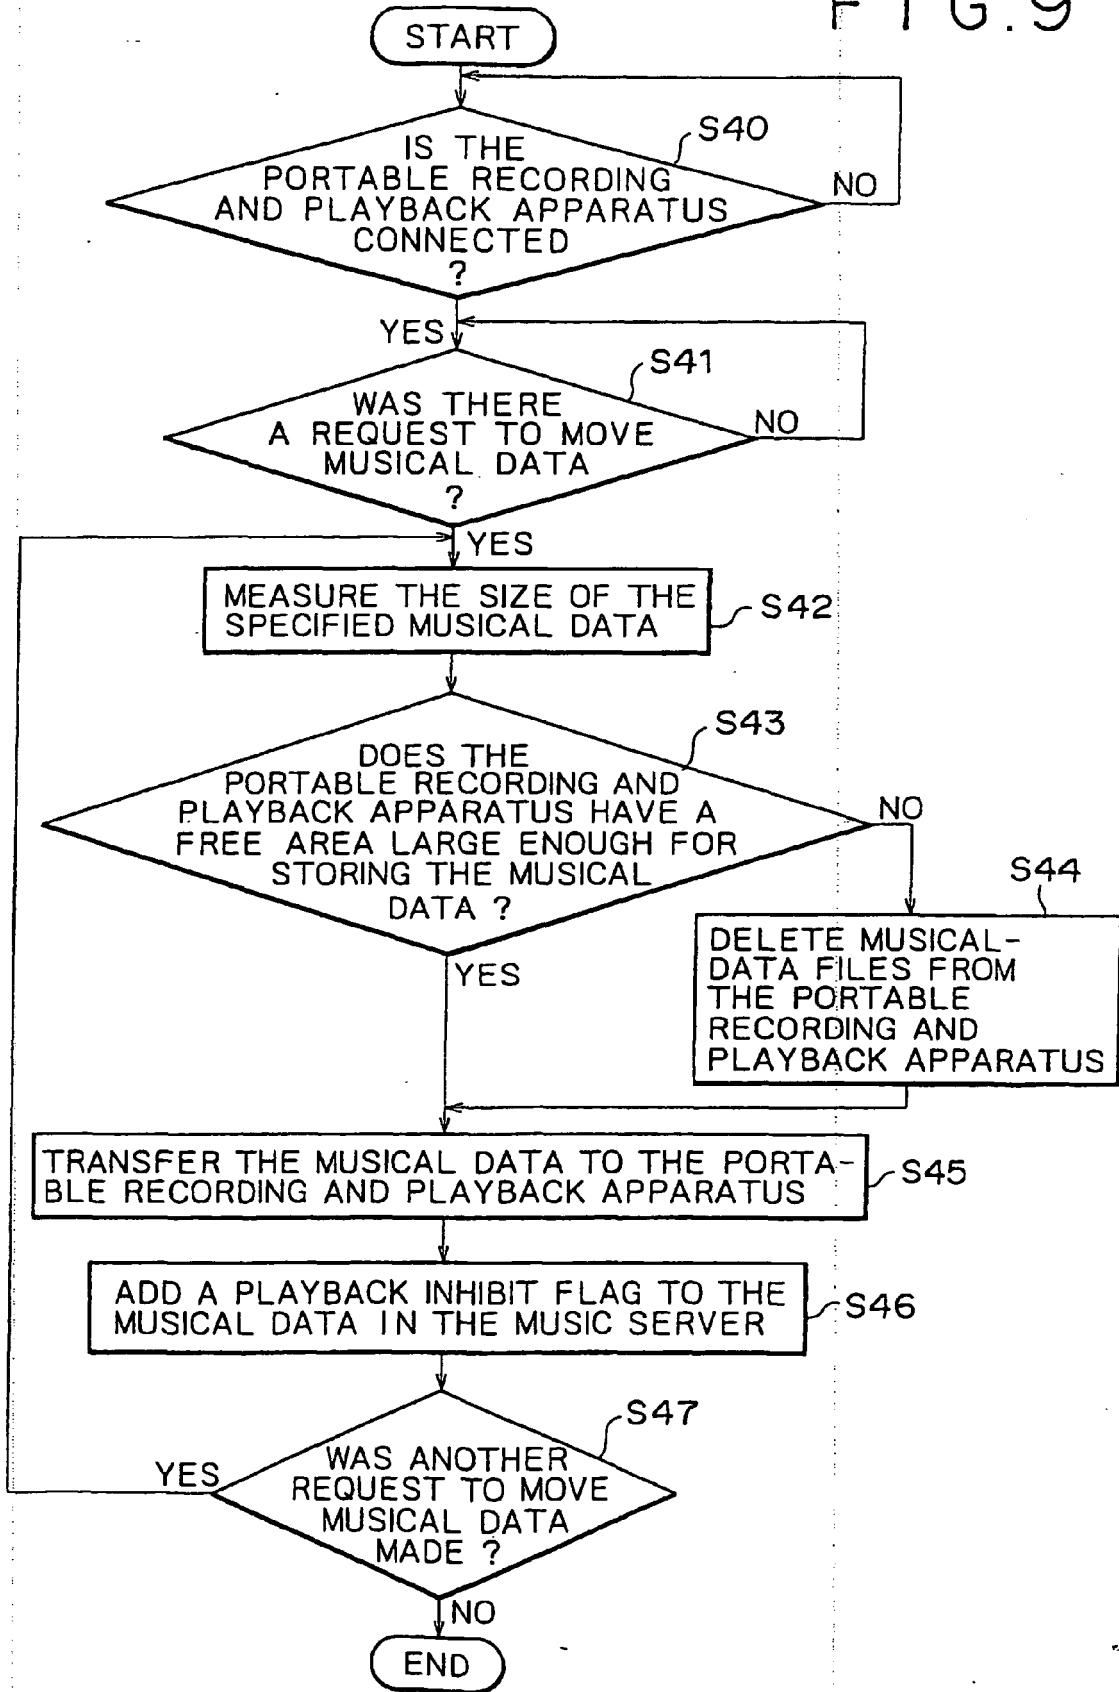 FIG.9
START
S40
IS THE
PORTABLE RECORDING
AND PLAYBACK APPARATUS
CONNECTED
?
NO
YES
S41
WAS THERE
A REQUEST TO MOVE
MUSICAL DATA
?
NO
YES
MEASURE THE SIZE OF THE
SPECIFIED MUSICAL DATA
S42
S43
DOES THE
PORTABLE RECORDING AND
PLAYBACK APPARATUS HAVE A
FREE AREA LARGE ENOUGH FOR
STORING THE MUSICAL
DATA ?
NO
YES
S44
DELETE MUSICAL-
DATA FILES FROM
THE PORTABLE
RECORDING AND
PLAYBACK APPARATUS
TRANSFER THE MUSICAL DATA TO THE PORTA-
BLE RECORDING AND PLAYBACK APPARATUS
S45
ADD A PLAYBACK INHIBIT FLAG TO THE
MUSICAL DATA IN THE MUSIC SERVER
S46
S47
WAS ANOTHER
REQUEST TO MOVE
MUSICAL DATA
MADE ?
YES
NO
END